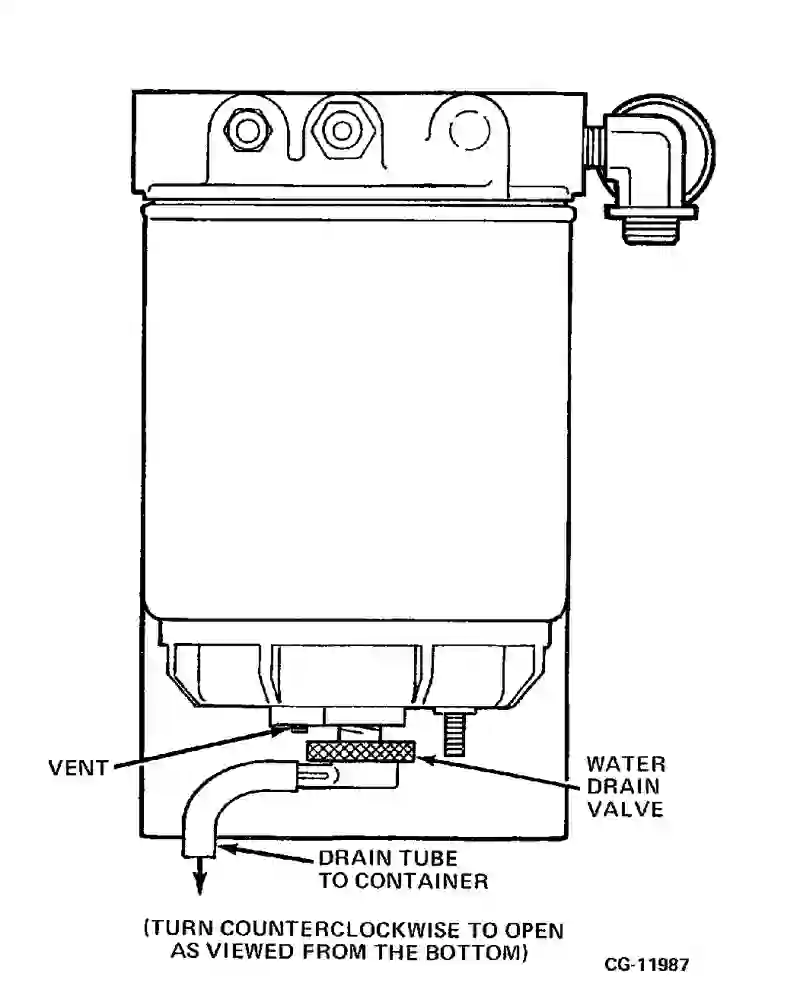 VENT
WATER
DRAIN
VALVE
DRAIN TUBE
TO CONTAINER
(TURN COUNTERCLOCKWISE TO OPEN
AS VIEWED FROM THE BOTTOM)
CG-11987